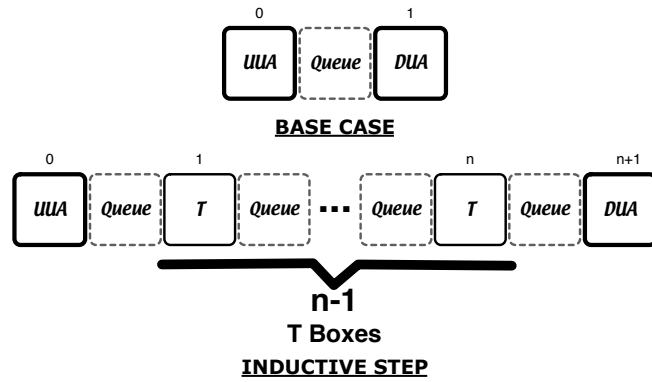 0 1
UUA Queue DUA
BASE CASE
0 1 n n+1
UUA Queue T Queue ... Queue T Queue DUA
n-1
T Boxes
INDUCTIVE STEP